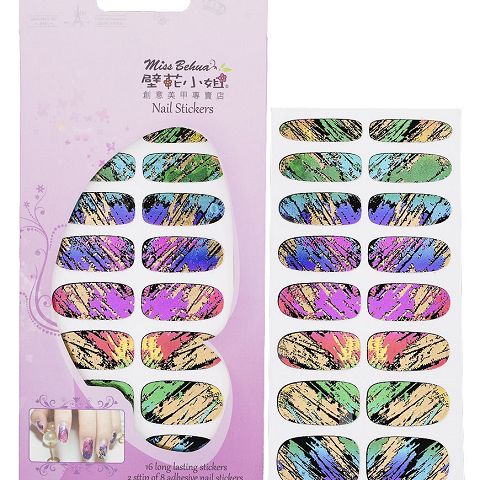 Miss Behua
壁花小姐®
創意美甲專賣店
Nail Stickers
16 long lasting stickers
2 sttip of 8 adhesive nail stickers